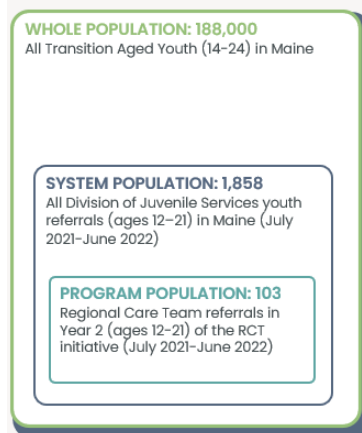 WHOLE POPULATION: 188,000
All Transition Aged Youth (14-24) in Maine
SYSTEM POPULATION: 1,858
All Division of Juvenile Services youth
referrals (ages 12–21) in Maine (July
2021-June 2022)
PROGRAM POPULATION: 103
Regional Care Team referrals in
Year 2 (ages 12-21) of the RCT
initiative (July 2021-June 2022)